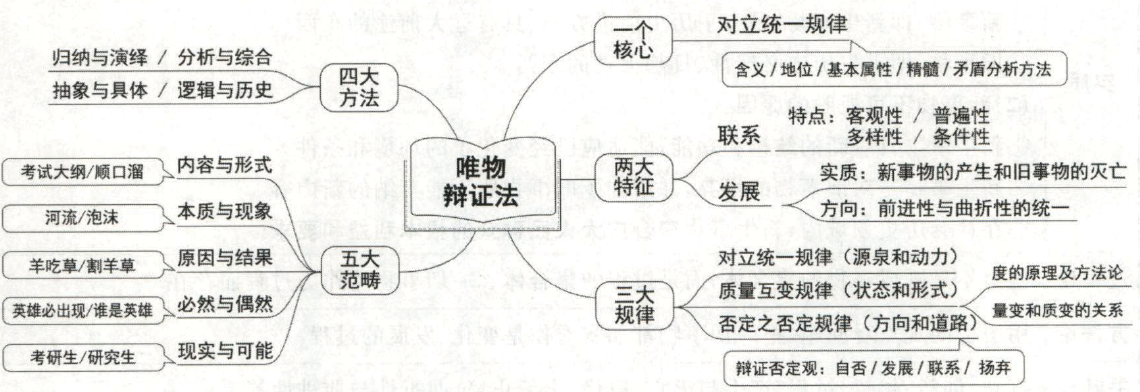 唯物
辩证法
一个
核心
对立统一规律
含义/地位/基本属性/精髓/矛盾分析方法
两大
特征
联系
特点：客观性 / 普遍性
多样性 / 条件性
发展
实质：新事物的产生和旧事物的灭亡
方向：前进性与曲折性的统一
三大
规律
对立统一规律（源泉和动力）
质量互变规律（状态和形式）
度的原理及方法论
量变和质变的关系
否定之否定规律（方向和道路）
辩证否定观：自否/发展/联系/扬弃
四大
方法
归纳与演绎 / 分析与综合
抽象与具体 / 逻辑与历史
五大
范畴
内容与形式
考试大纲/顺口溜
本质与现象
河流/泡沫
原因与结果
羊吃草/割羊草
必然与偶然
英雄必出现/谁是英雄
现实与可能
考研生/研究生